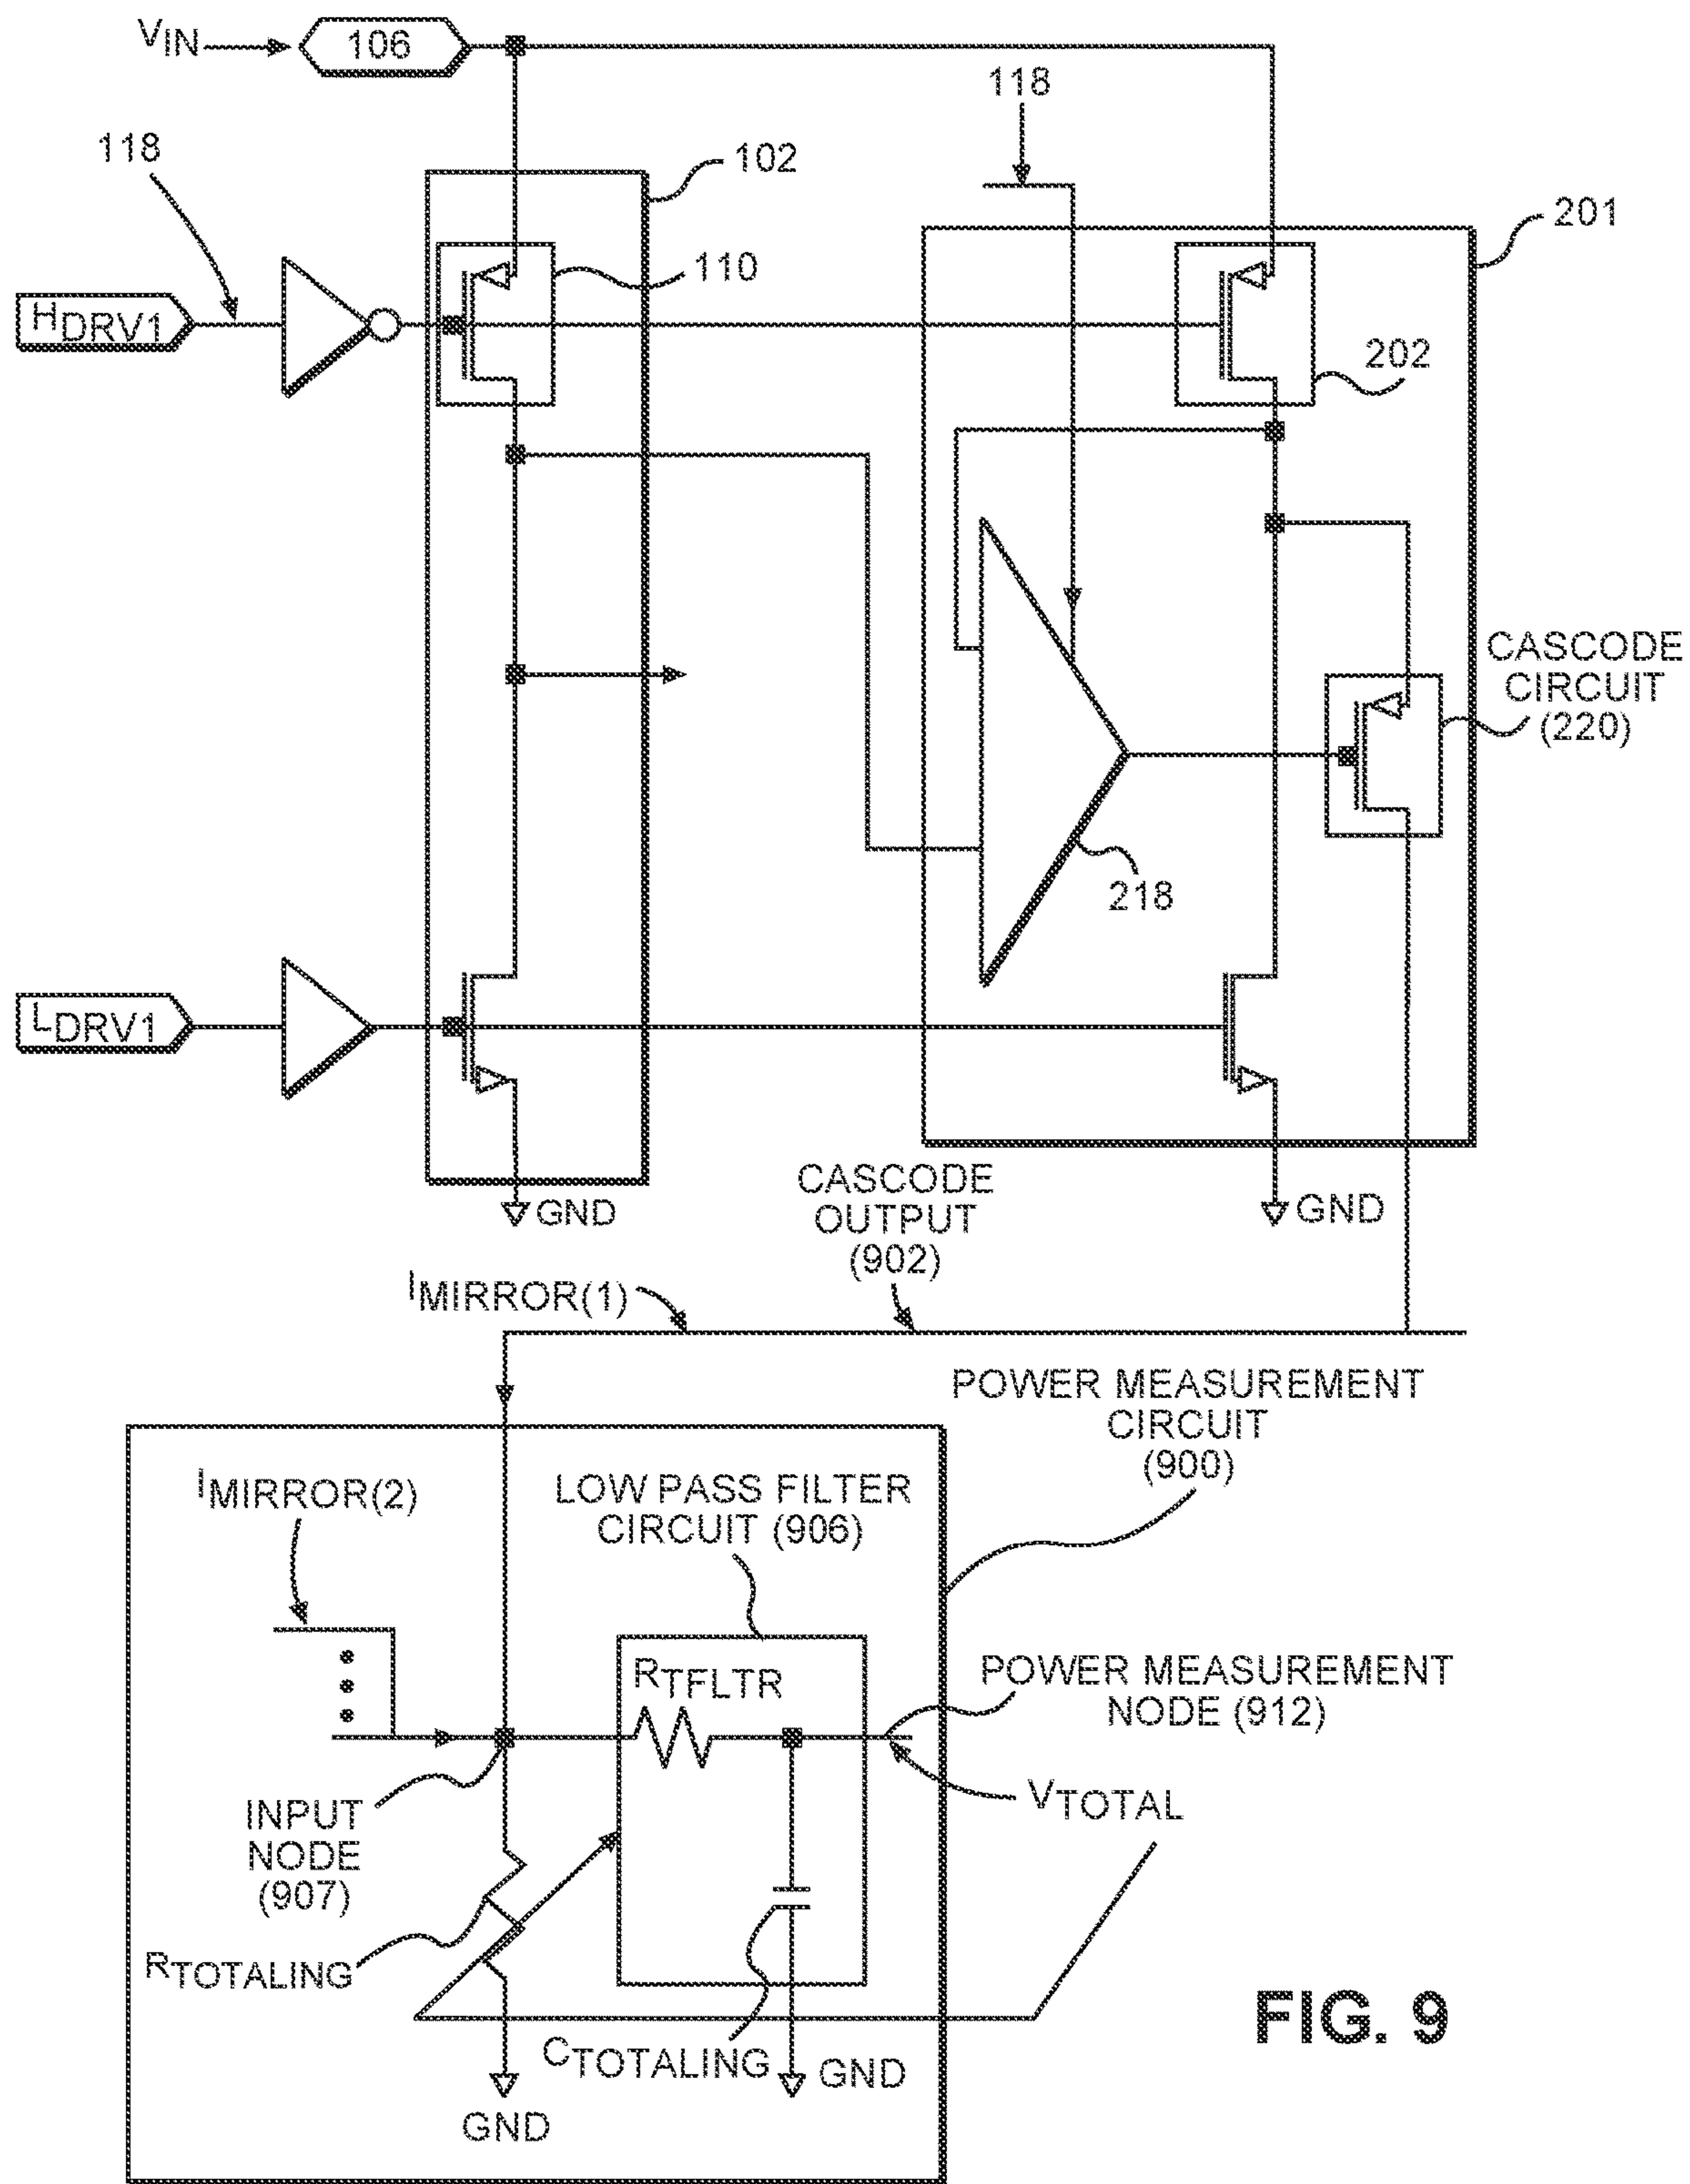 VIN
106
118
118
102
201
110
HDRV1
202
CASCODE
CIRCUIT
(220)
218
LDRV1
CASCODE
OUTPUT
(902)
GND
GND
IMIRROR(1)
POWER MEASUREMENT
CIRCUIT
(900)
IMIRROR(2)
LOW PASS FILTER
CIRCUIT (906)
RTFLTR
POWER MEASUREMENT
NODE (912)
VTOTAL
INPUT
NODE
(907)
RTOTALING
CTOTALING
GND
GND
FIG. 9